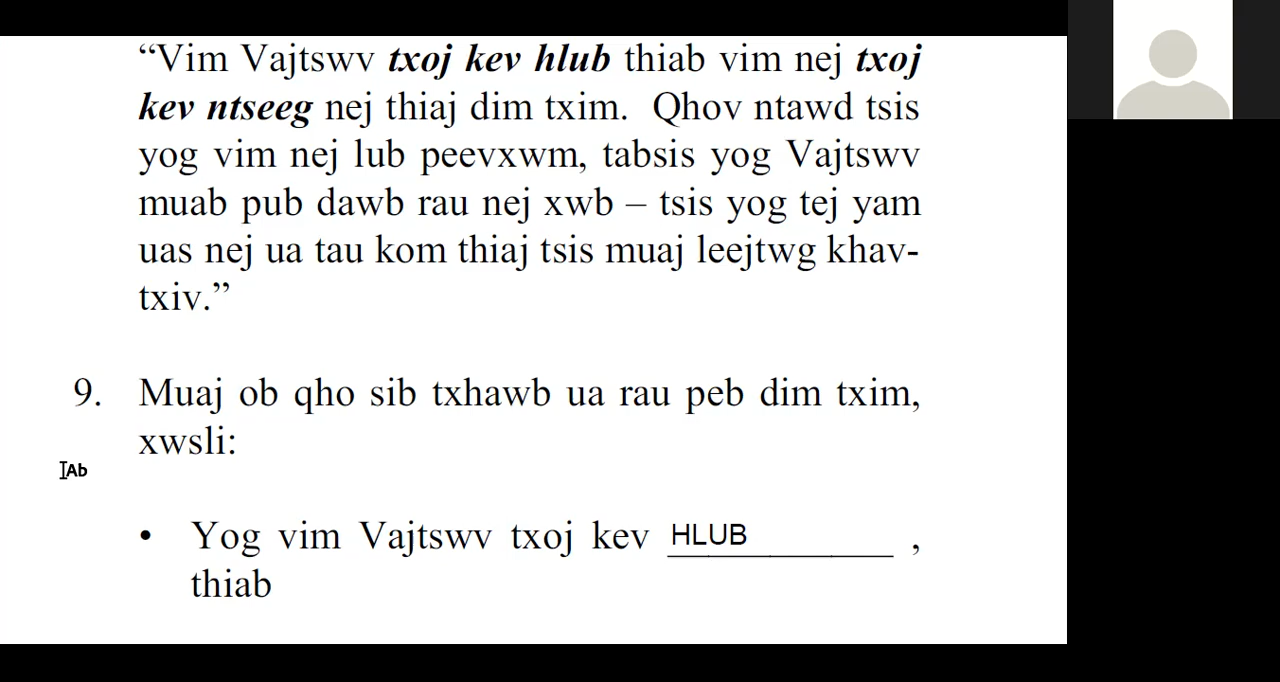 “Vim Vajtswv txoj kev hlub thiab vim nej txoj
kev ntseeg nej thiaj dim txim. Qhov ntawd tsis
yog vim nej lub peevxwm, tabsis yog Vajtswv
muab pub dawb rau nej xwb – tsis yog tej yam
uas nej ua tau kom thiaj tsis muaj leejtwg khav-
txiv.”
9. Muaj ob qho sib txhawb ua rau peb dim txim,
xwsli:
Ab
• Yog vim Vajtswv txoj kev HLUB ,
thiab